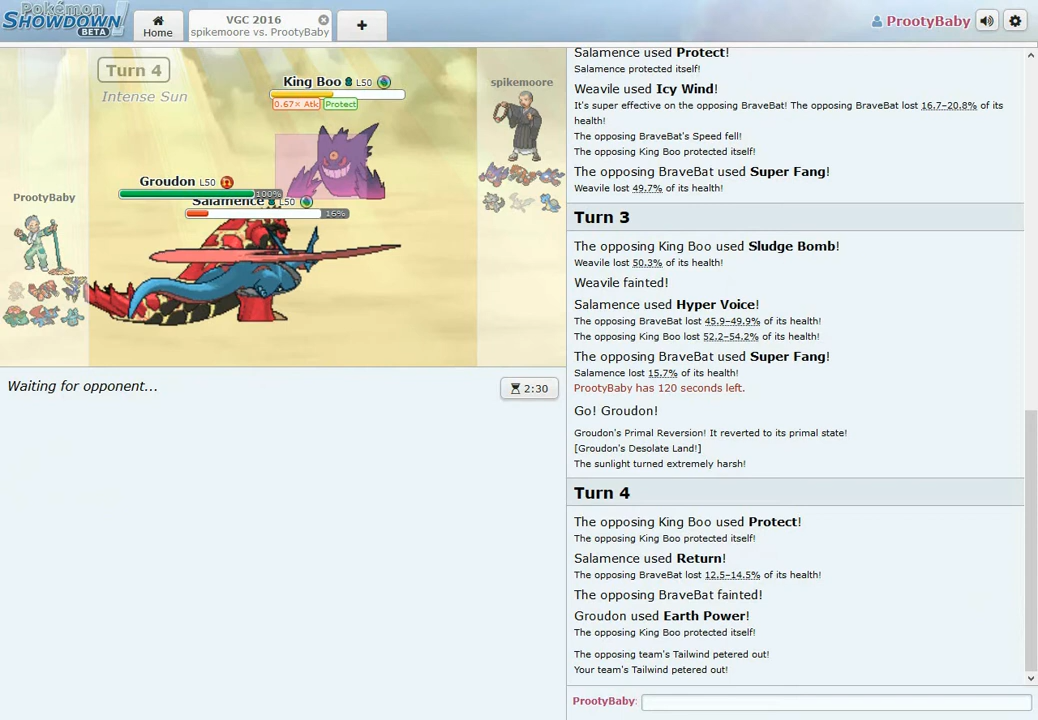 Pokémon
SHOWDOWN!
BETA
Home
VGC 2016
spikemoore vs. ProotyBaby
+
ProotyBaby
Turn 4
Intense Sun
King Boo L50
0.67× Atk Protect
spikemoore
Groudon L50
100%
Salamence L50
16%
ProotyBaby
Waiting for opponent...
2:30
Salamence used Protect!
Salamence protected itself!
Weavile used Icy Wind!
It's super effective on the opposing BraveBat! The opposing BraveBat lost 16.7–20.8% of its
health!
The opposing BraveBat's Speed fell!
The opposing King Boo protected itself!
The opposing BraveBat used Super Fang!
Weavile lost 49.7% of its health!
Turn 3
The opposing King Boo used Sludge Bomb!
Weavile lost 50.3% of its health!
Weavile fainted!
Salamence used Hyper Voice!
The opposing BraveBat lost 45.9–49.9% of its health!
The opposing King Boo lost 52.2–54.2% of its health!
The opposing BraveBat used Super Fang!
Salamence lost 15.7% of its health!
ProotyBaby has 120 seconds left.
Go! Groudon!
Groudon's Primal Reversion! It reverted to its primal state!
[Groudon's Desolate Land!]
The sunlight turned extremely harsh!
Turn 4
The opposing King Boo used Protect!
The opposing King Boo protected itself!
Salamence used Return!
The opposing BraveBat lost 12.5–14.5% of its health!
The opposing BraveBat fainted!
Groudon used Earth Power!
The opposing King Boo protected itself!
The opposing team's Tailwind petered out!
Your team's Tailwind petered out!
ProotyBaby: